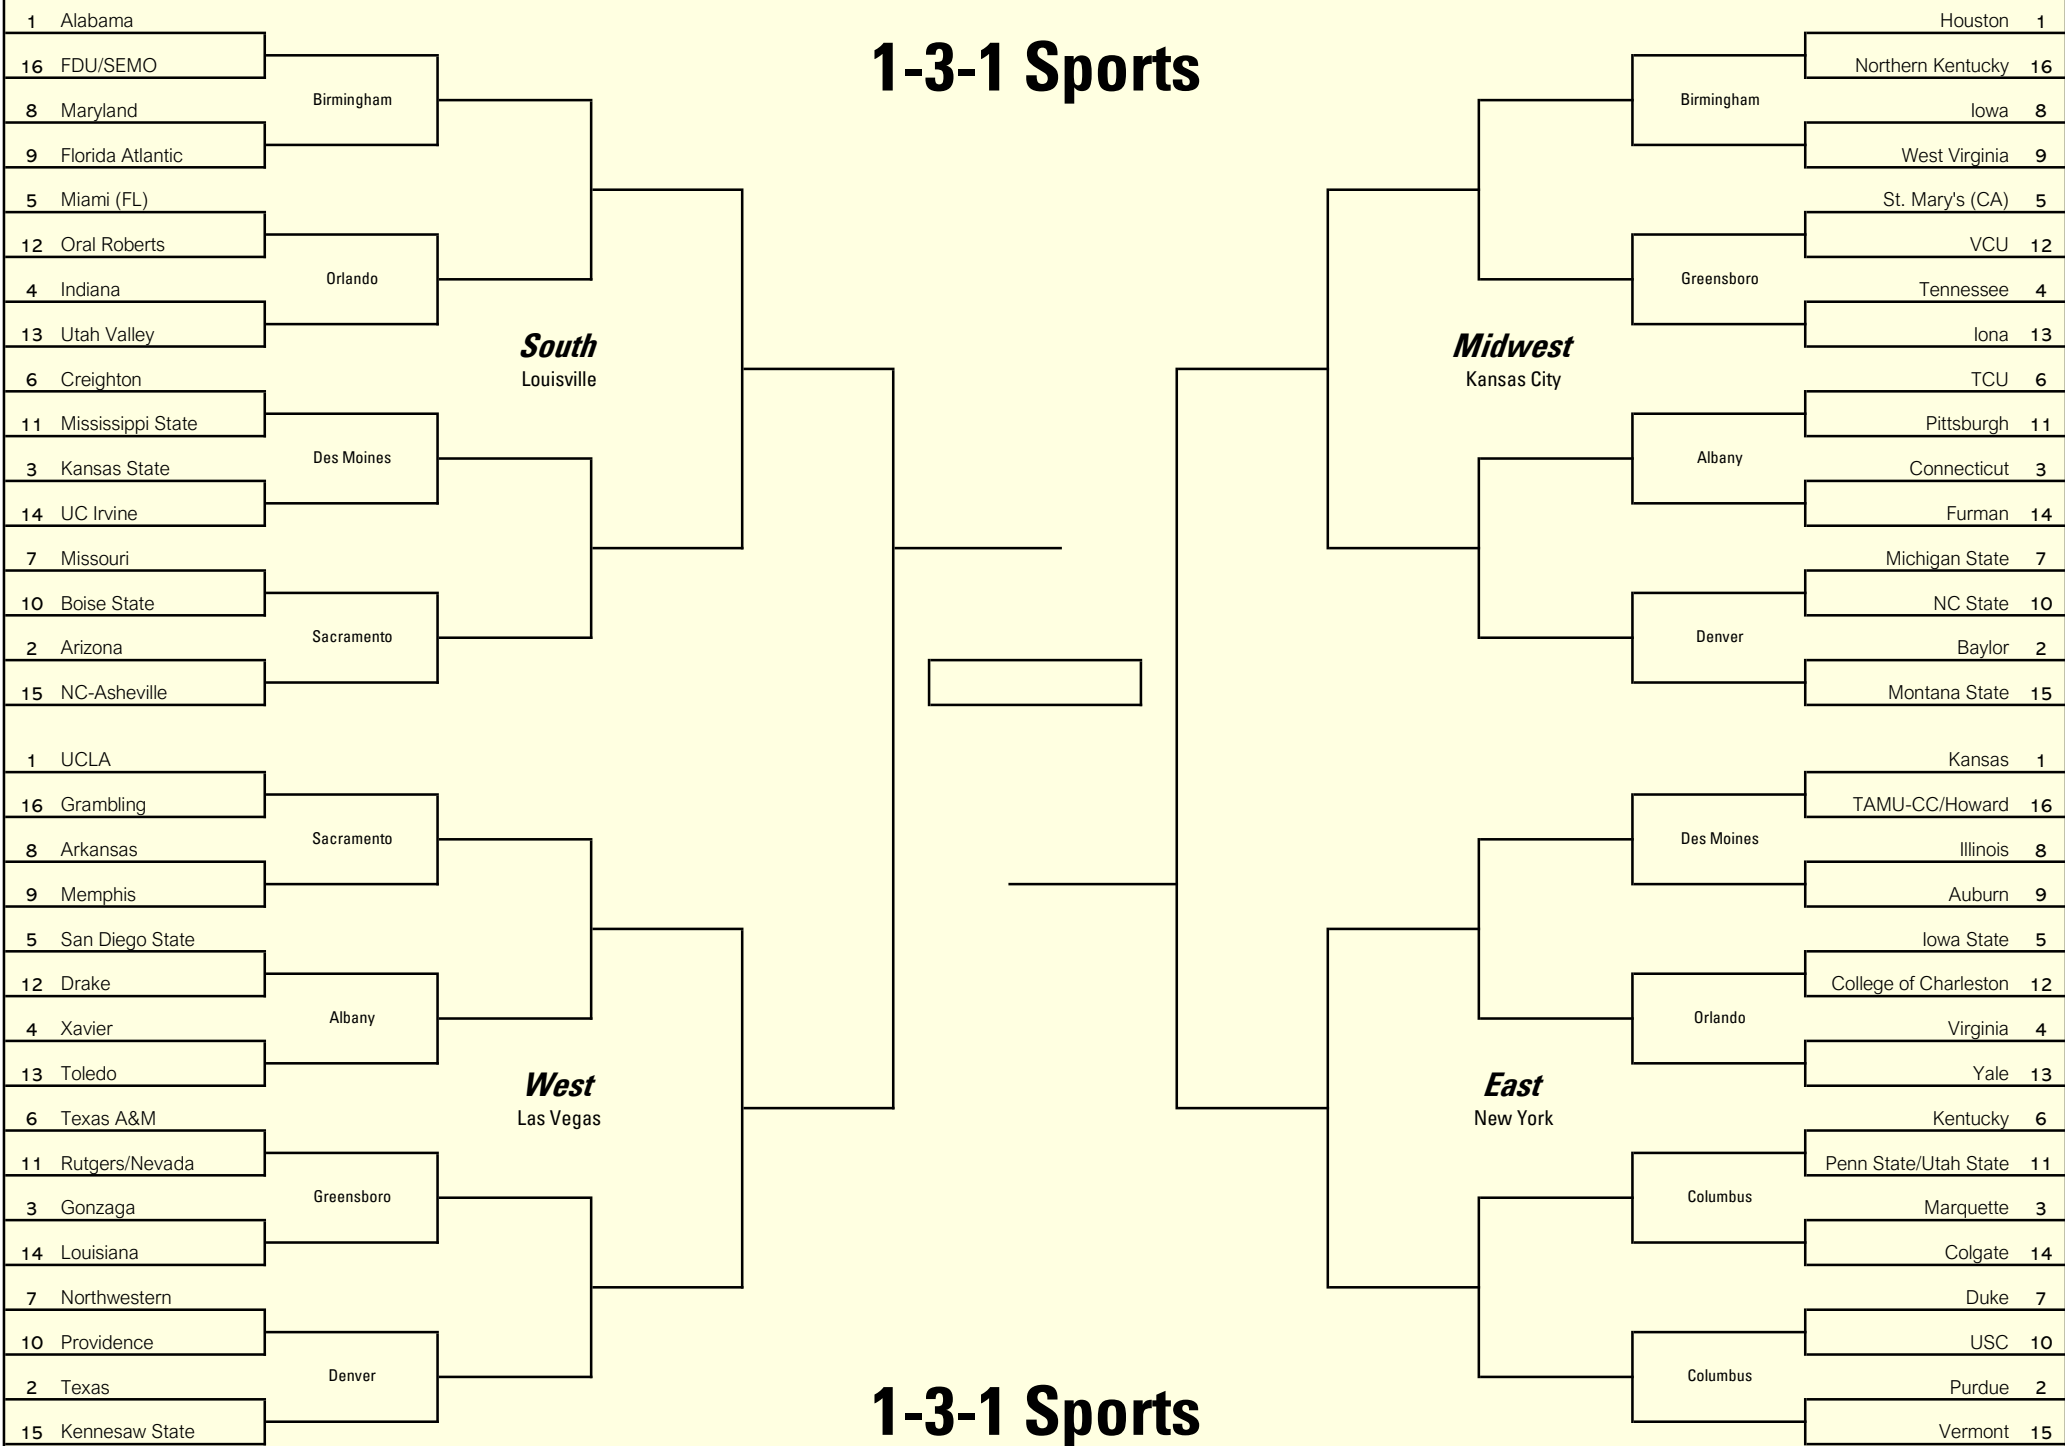 1-3-1 Sports
1 Alabama
16 FDU/SEMO
Birmingham
8 Maryland
9 Florida Atlantic
5 Miami (FL)
12 Oral Roberts
Orlando
4 Indiana
13 Utah Valley
South
Louisville
6 Creighton
11 Mississippi State
Des Moines
3 Kansas State
14 UC Irvine
7 Missouri
10 Boise State
Sacramento
2 Arizona
15 NC-Asheville
1 UCLA
16 Grambling
Sacramento
8 Arkansas
9 Memphis
5 San Diego State
12 Drake
Albany
4 Xavier
13 Toledo
West
Las Vegas
6 Texas A&M
11 Rutgers/Nevada
Greensboro
3 Gonzaga
14 Louisiana
7 Northwestern
10 Providence
Denver
2 Texas
15 Kennesaw State
Houston 1
Northern Kentucky 16
Birmingham
Iowa 8
West Virginia 9
St. Mary's (CA) 5
VCU 12
Greensboro
Tennessee 4
Iona 13
Midwest
Kansas City
TCU 6
Pittsburgh 11
Albany
Connecticut 3
Furman 14
Michigan State 7
NC State 10
Denver
Baylor 2
Montana State 15
Kansas 1
TAMU-CC/Howard 16
Des Moines
Illinois 8
Auburn 9
Iowa State 5
College of Charleston 12
Orlando
Virginia 4
Yale 13
East
New York
Kentucky 6
Penn State/Utah State 11
Columbus
Marquette 3
Colgate 14
Duke 7
USC 10
Columbus
Purdue 2
Vermont 15
1-3-1 Sports